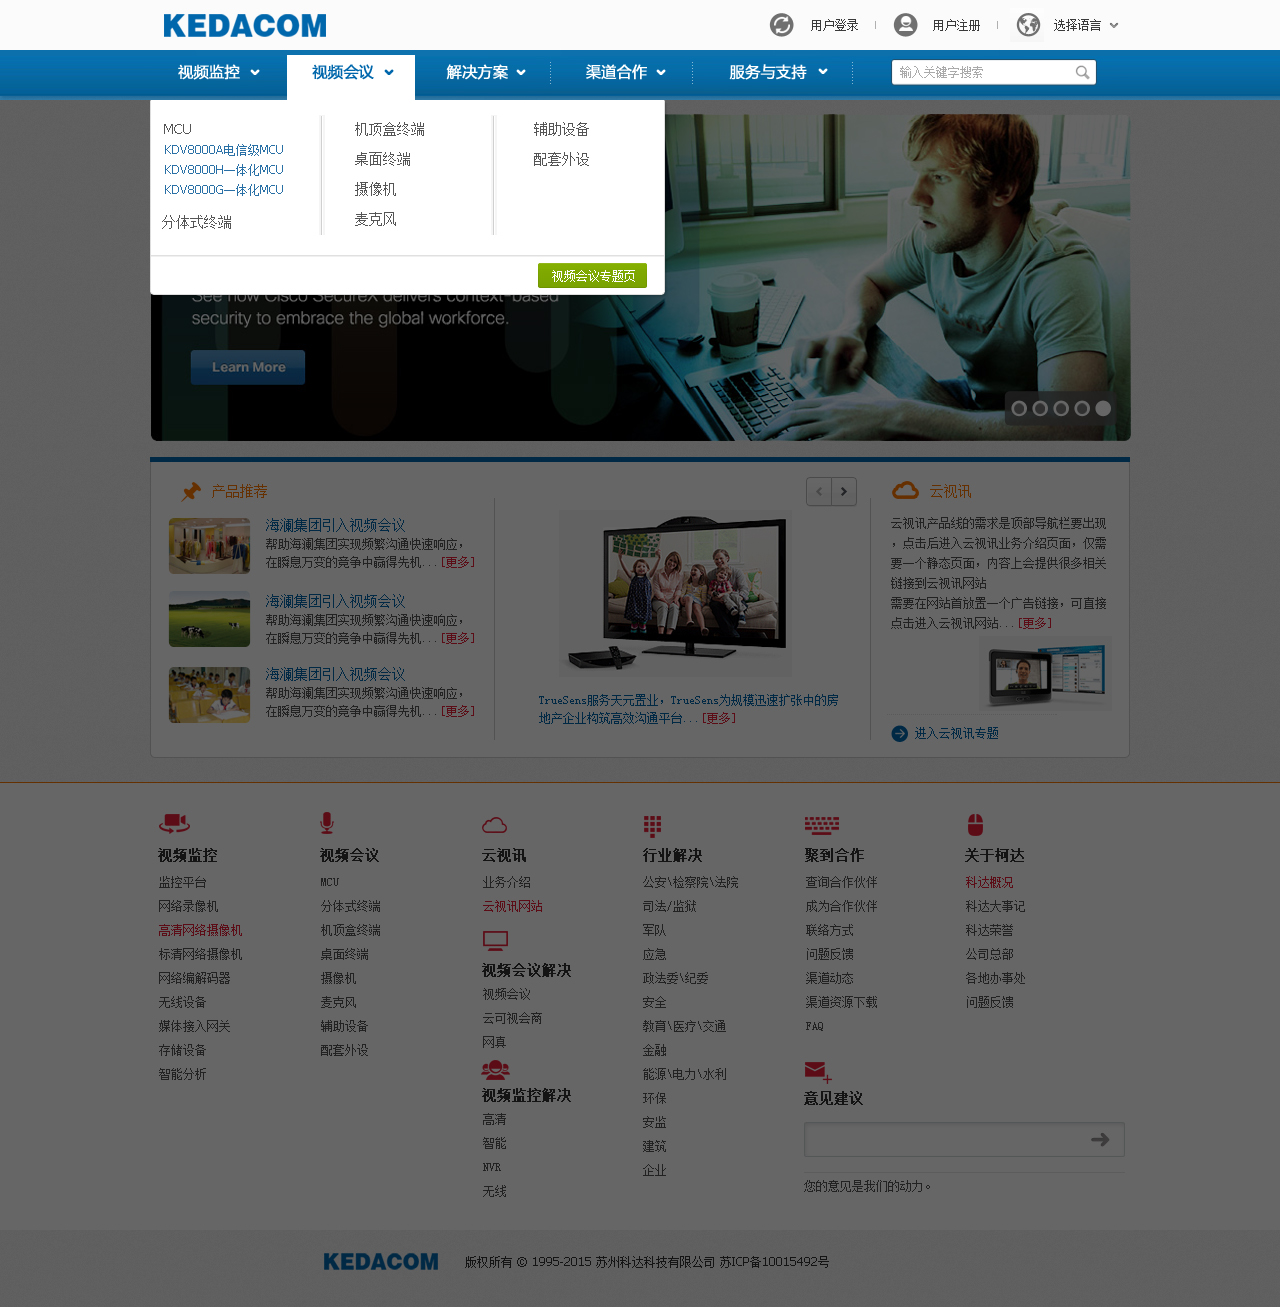 KEDACOM
用户登录
用户注册
选择语言
视频监控
视频会议
解决方案
渠道合作
服务与支持
输入关键字搜索
MCU
KDV8000A电信级MCU
KDV8000H一体化MCU
KDV8000G一体化MCU
分体式终端
机顶盒终端
桌面终端
摄像机
麦克风
辅助设备
配套外设
视频会议专题页
See how Cisco SecureX delivers context-based
security to embrace the global workforce.
Learn More
产品推荐
海澜集团引入视频会议
帮助海澜集团实现频繁沟通快速响应，
在瞬息万变的竞争中赢得先机...[更多]
海澜集团引入视频会议
帮助海澜集团实现频繁沟通快速响应，
在瞬息万变的竞争中赢得先机...[更多]
海澜集团引入视频会议
帮助海澜集团实现频繁沟通快速响应，
在瞬息万变的竞争中赢得先机...[更多]
TrueSens服务天元置业，TrueSens为规模迅速扩张中的房
地产企业构筑高效沟通平台...[更多]
云视讯
云视讯产品线的需求是顶部导航栏要出现
，点击后进入云视讯业务介绍页面，仅需
要一个静态页面，内容上会提供很多相关
链接到云视讯网站
需要在网站首放置一个广告链接，可直接
点击进入云视讯网站...[更多]
进入云视讯专题
视频监控
监控平台
网络录像机
高清网络摄像机
标清网络摄像机
网络编解码器
无线设备
媒体接入网关
存储设备
智能分析
视频会议
MCU
分体式终端
机顶盒终端
桌面终端
摄像机
麦克风
辅助设备
配套外设
云视讯
业务介绍
云视讯网站
视频会议解决
视频会议
云可视会商
网真
视频监控解决
高清
智能
NVR
无线
行业解决
公安\检察院\法院
司法/监狱
军队
应急
政法委\纪委
安全
教育\医疗\交通
金融
能源\电力\水利
环保
安监
建筑
企业
聚到合作
查询合作伙伴
成为合作伙伴
联络方式
问题反馈
渠道动态
渠道资源下载
FAQ
意见建议
您的意见是我们的动力。
关于柯达
科达概况
科达大事记
科达荣誉
公司总部
各地办事处
问题反馈
KEDACOM
版权所有 © 1995-2015 苏州科达科技有限公司 苏ICP备10015492号